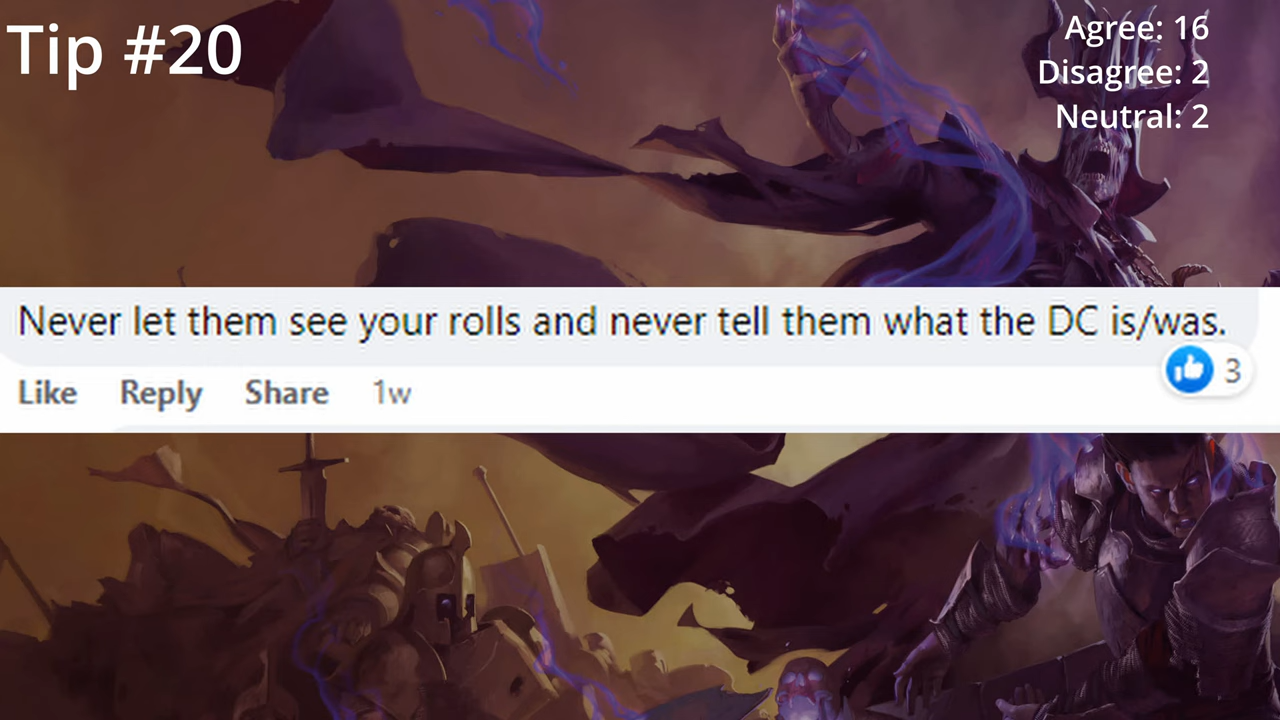 Tip #20
Agree: 16
Disagree: 2
Neutral: 2
Never let them see your rolls and never tell them what the DC is/was.
3
Like Reply Share 1w